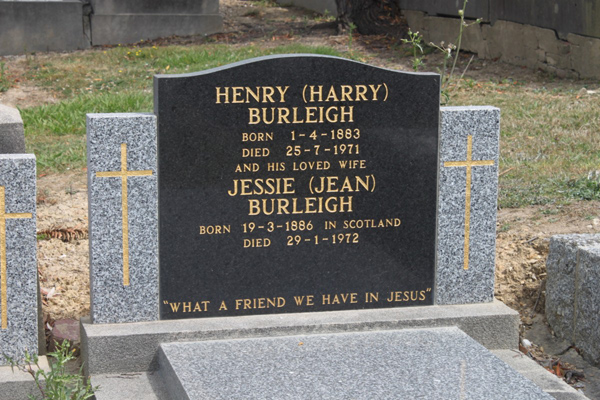 HENRY (HARRY)
BURLEIGH
BORN 1-4-1883
DIED 25-7-1971
AND HIS LOVED WIFE
JESSIE (JEAN)
BURLEIGH
BORN 19-3-1886 IN SCOTLAND
DIED 29-1-1972
"WHAT A FRIEND WE HAVE IN JESUS"